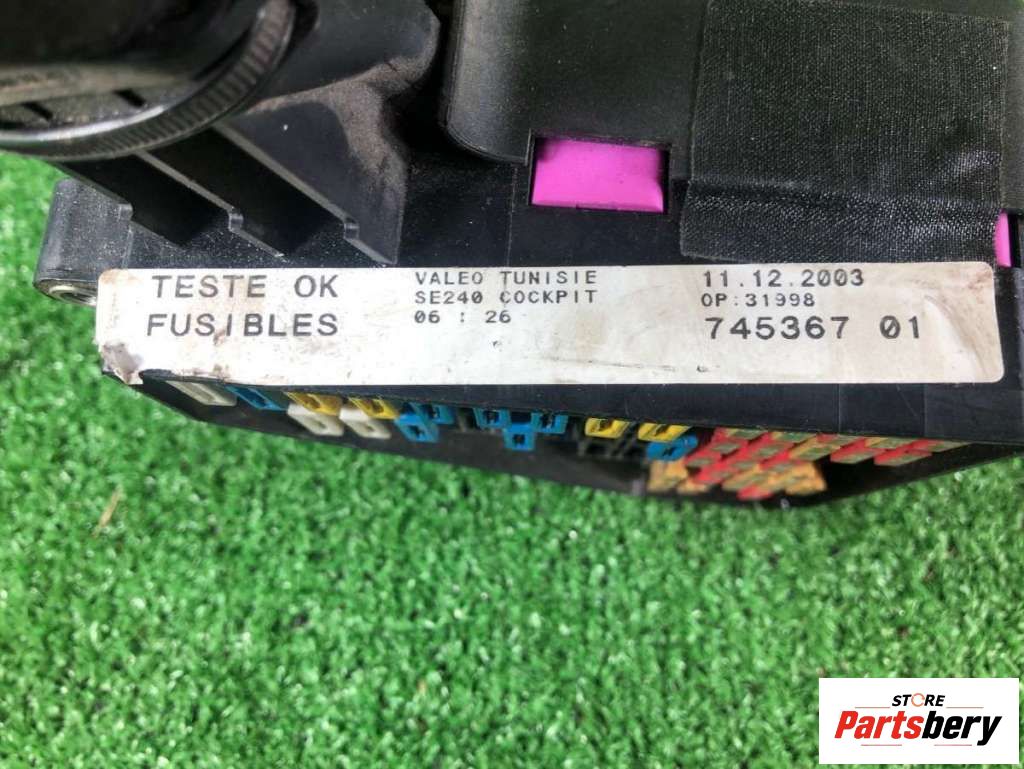 TESTE OK
FUSIBLES
VALEO TUNISIE
SE240 COCKPIT
06 : 26
11.12.2003
OP:31998
745367 01
STORE
Partsbery